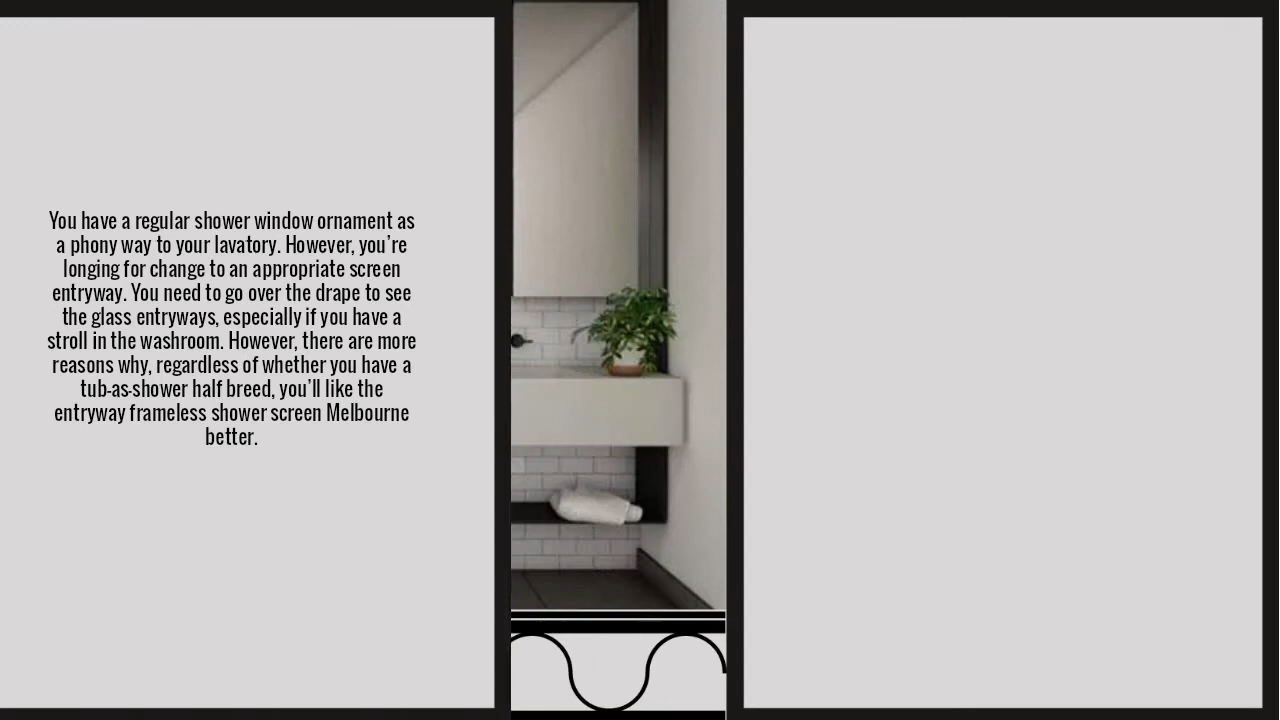 You have a regular shower window ornament as
a phony way to your lavatory. However, you’re
longing for change to an appropriate screen
entryway. You need to go over the drape to see
the glass entryways, especially if you have a
stroll in the washroom. However, there are more
reasons why, regardless of whether you have a
tub-as-shower half breed, you’ll like the
entryway frameless shower screen Melbourne
better.